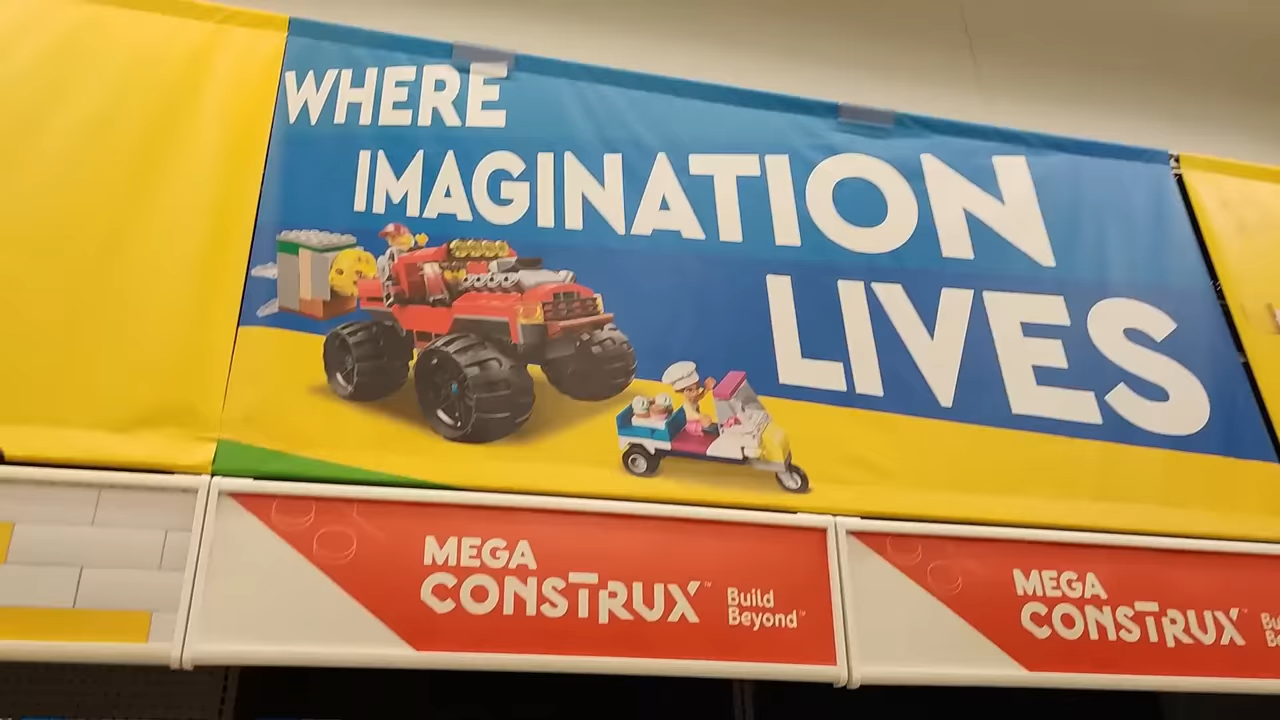 WHERE
IMAGINATION
LIVES
MEGA
CONSTRUX™
Build
Beyond™
MEGA
CONSTRUX™